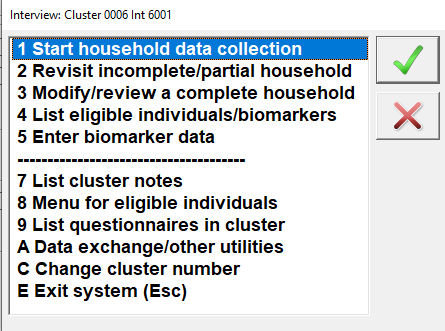 Interview: Cluster 0006 Int 6001
1 Start household data collection
2 Revisit incomplete/partial household
3 Modify/review a complete household
4 List eligible individuals/biomarkers
5 Enter biomarker data
--------------------------------------
7 List cluster notes
8 Menu for eligible individuals
9 List questionnaires in cluster
A Data exchange/other utilities
C Change cluster number
E Exit system (Esc)